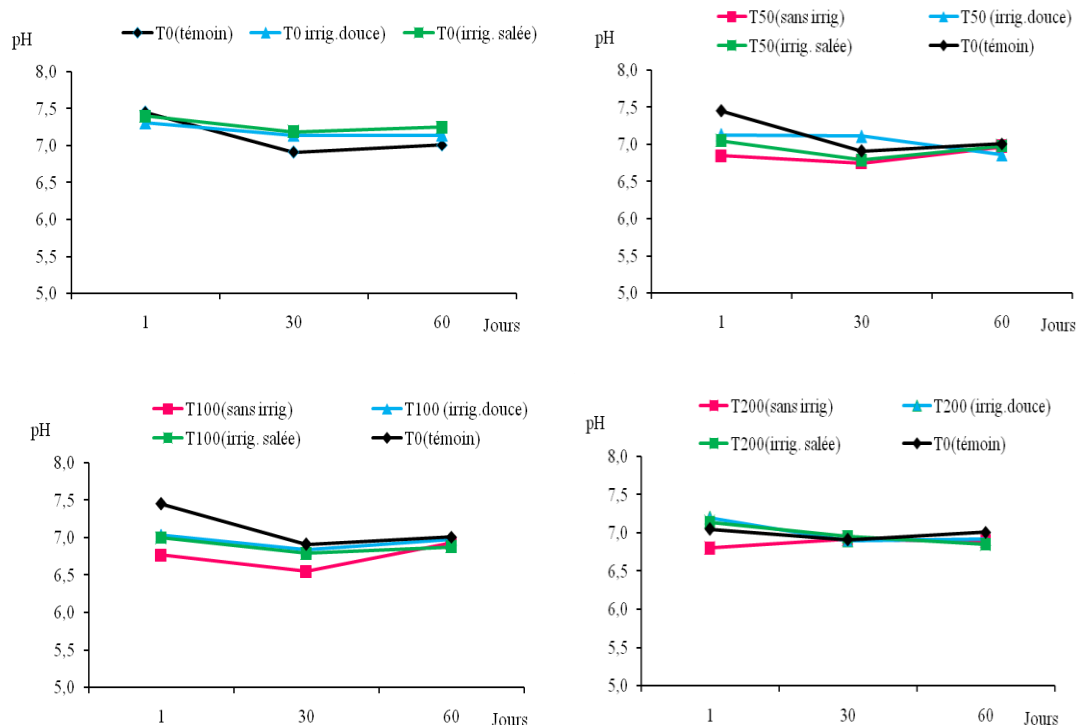 pH
T0(témoin) T0 irrig.douce) T0(irrig. salée)
8,0
7,5
7,0
6,5
6,0
5,5
5,0
1 30 60 Jours
T50(sans irrig) T50 (irrig.douce)
pH
T50(irrig. salée) T0(témoin)
8,0
7,5
7,0
6,5
6,0
5,5
5,0
1 30 60 Jours
T100(sans irrig) T100 (irrig.douce)
pH
T100(irrig. salée) T0(témoin)
8,0
7,5
7,0
6,5
6,0
5,5
5,0
1 30 60 Jours
T200(sans irrig) T200 (irrig.douce)
pH
T200(irrig. salée) T0(témoin)
8,0
7,5
7,0
6,5
6,0
5,5
5,0
1 30 60 Jours